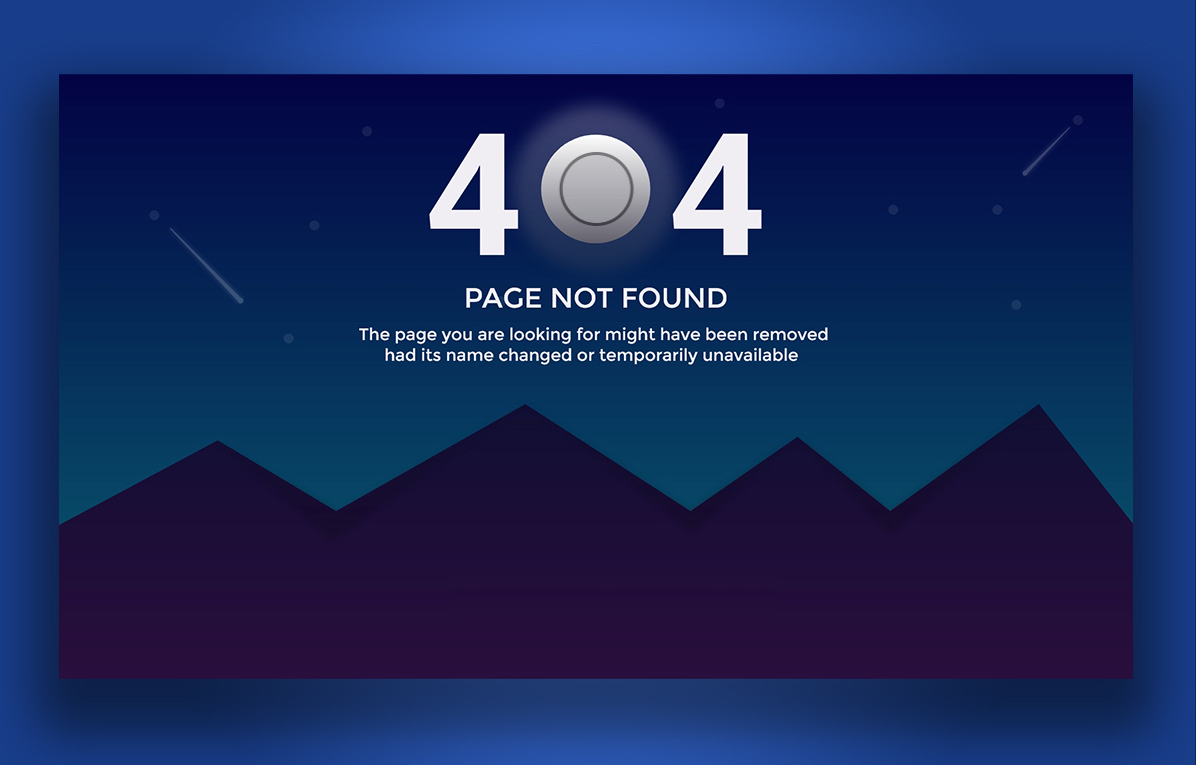 404
PAGE NOT FOUND
The page you are looking for might have been removed
had its name changed or temporarily unavailable